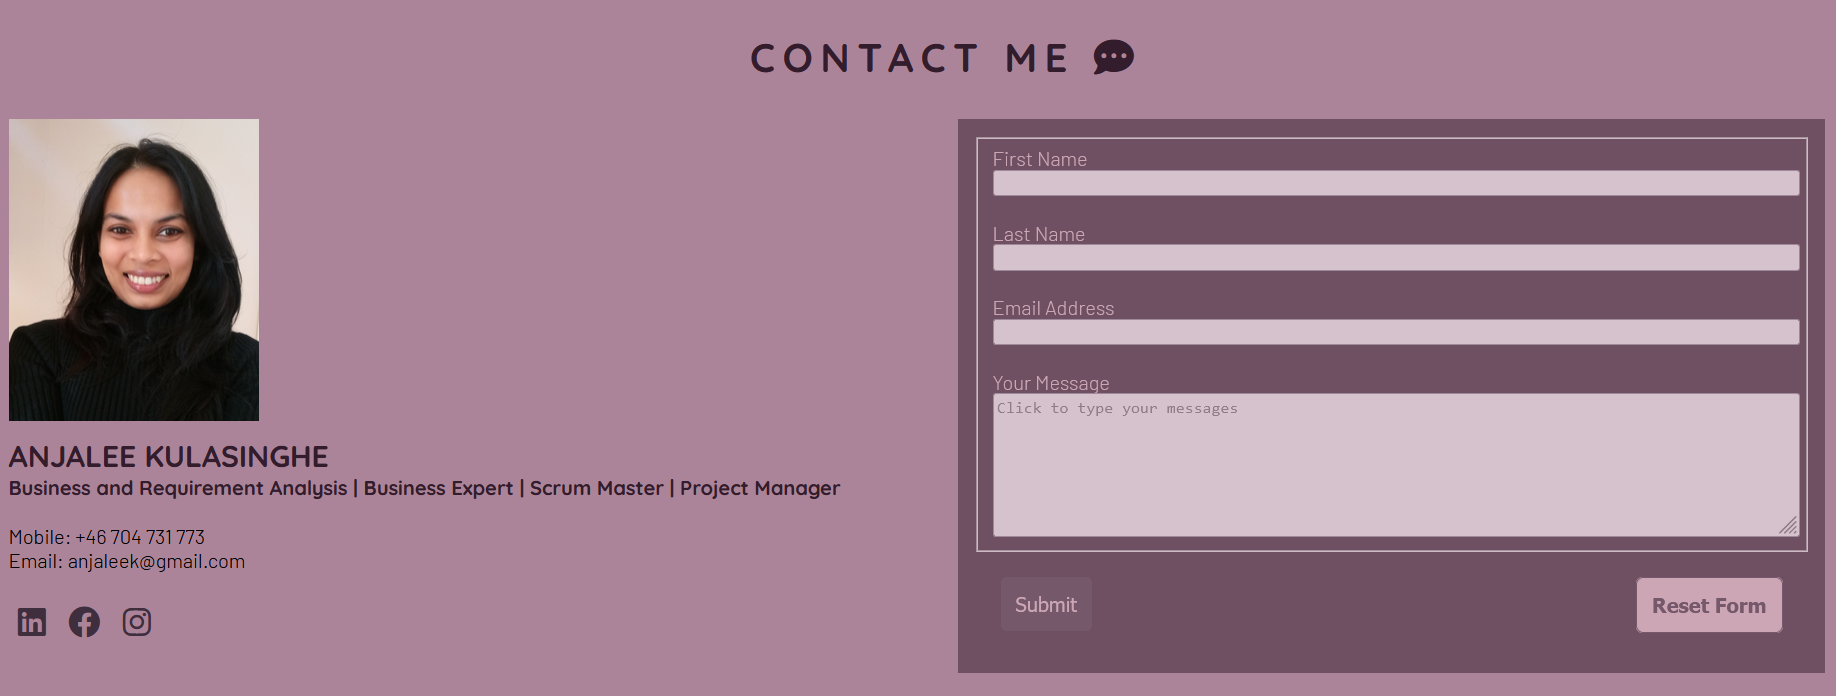 CONTACT ME
ANJALEE KULASINGHE
Business and Requirement Analysis | Business Expert | Scrum Master | Project Manager
Mobile: +46 704 731 773
Email: anjaleek@gmail.com
First Name
Last Name
Email Address
Your Message
Click to type your messages
Submit
Reset Form